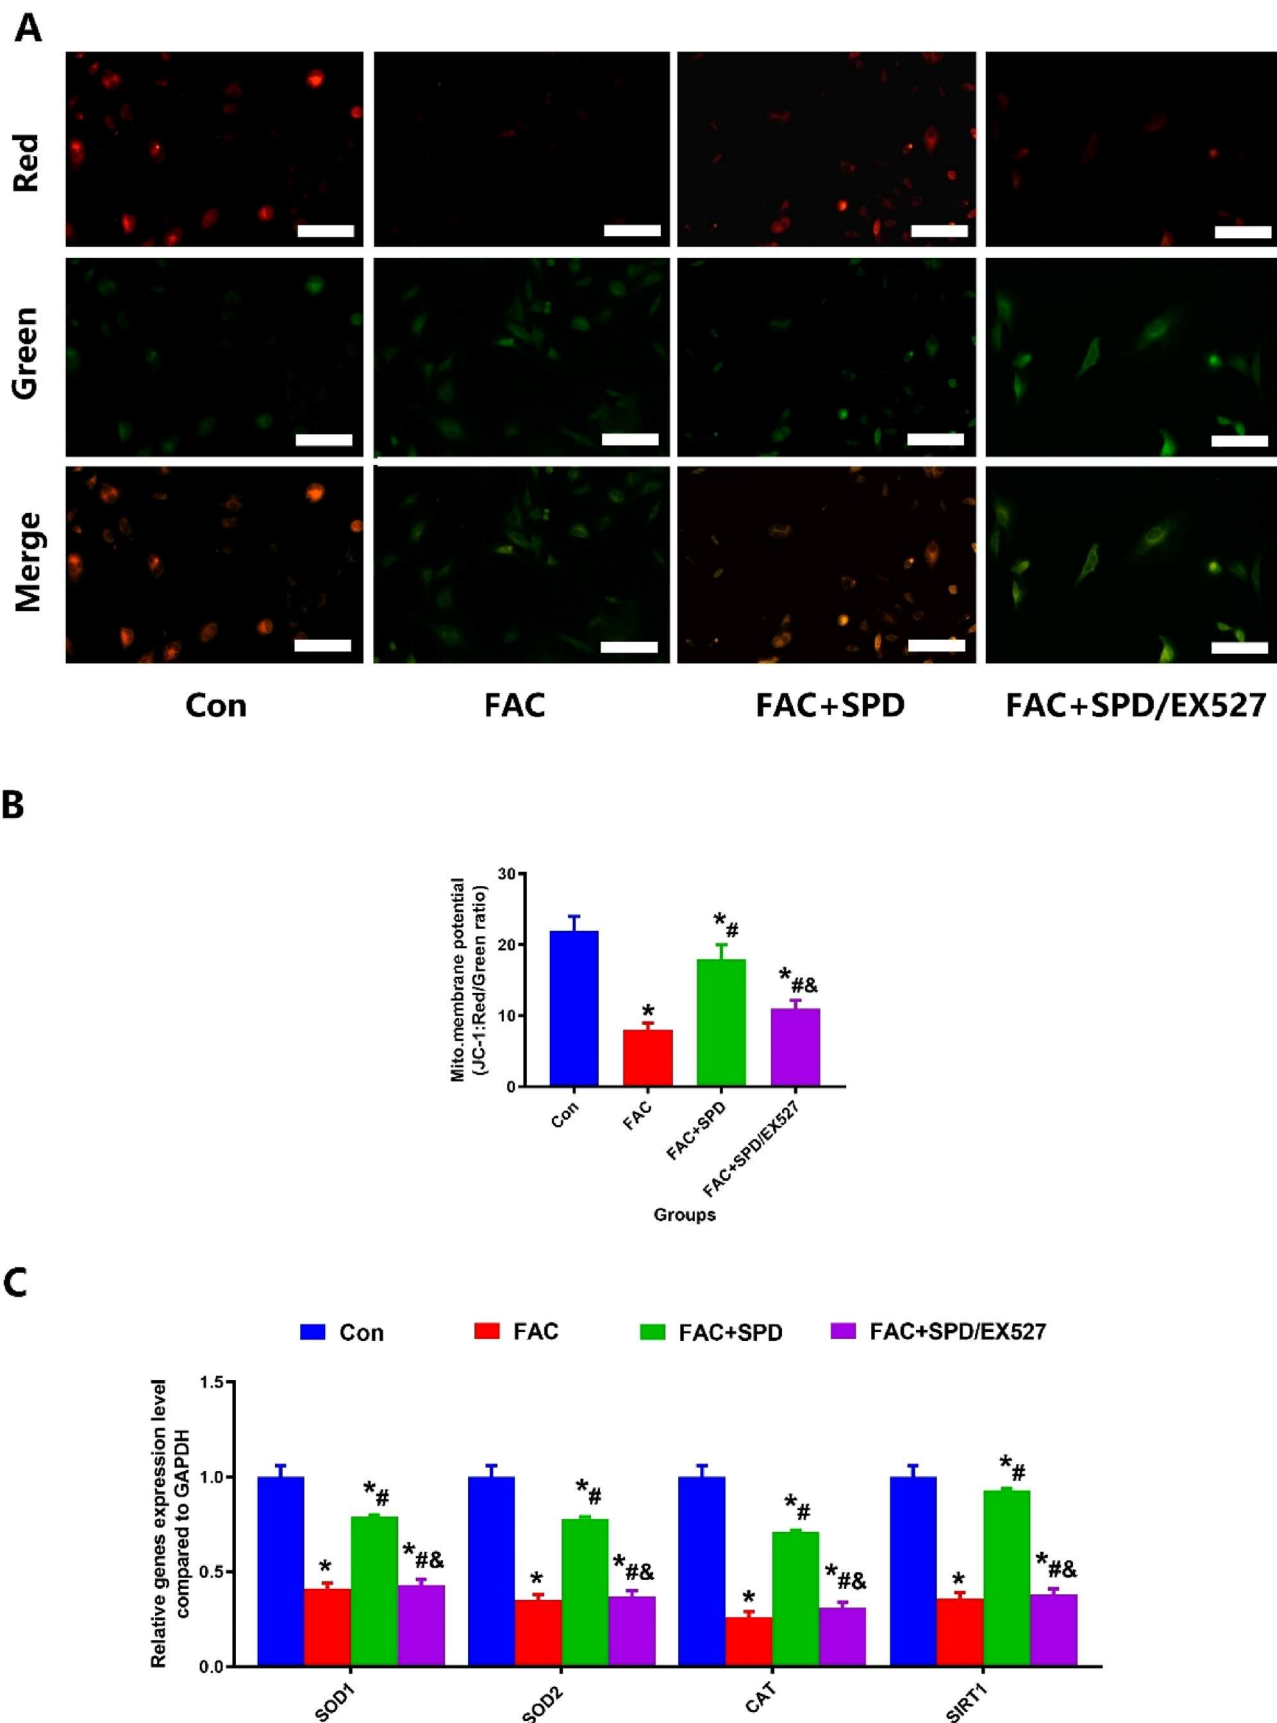 A
Red
Green
Merge
Con FAC FAC+SPD FAC+SPD/EX527
B
Mito.membrane potential
(JC-1:Red/Green ratio)
30
20
10
0
*
*#
*#&
Con
FAC
FAC+SPD
FAC+SPD/EX527
Groups
C
Con FAC FAC+SPD FAC+SPD/EX527
Relative genes expression level
compared to GAPDH
1.5
1.0
0.5
0.0
*
*#
*#&
*
*#
*#&
*
*#
*#&
*
*#
*#&
SOD1
SOD2
CAT
SIRT1